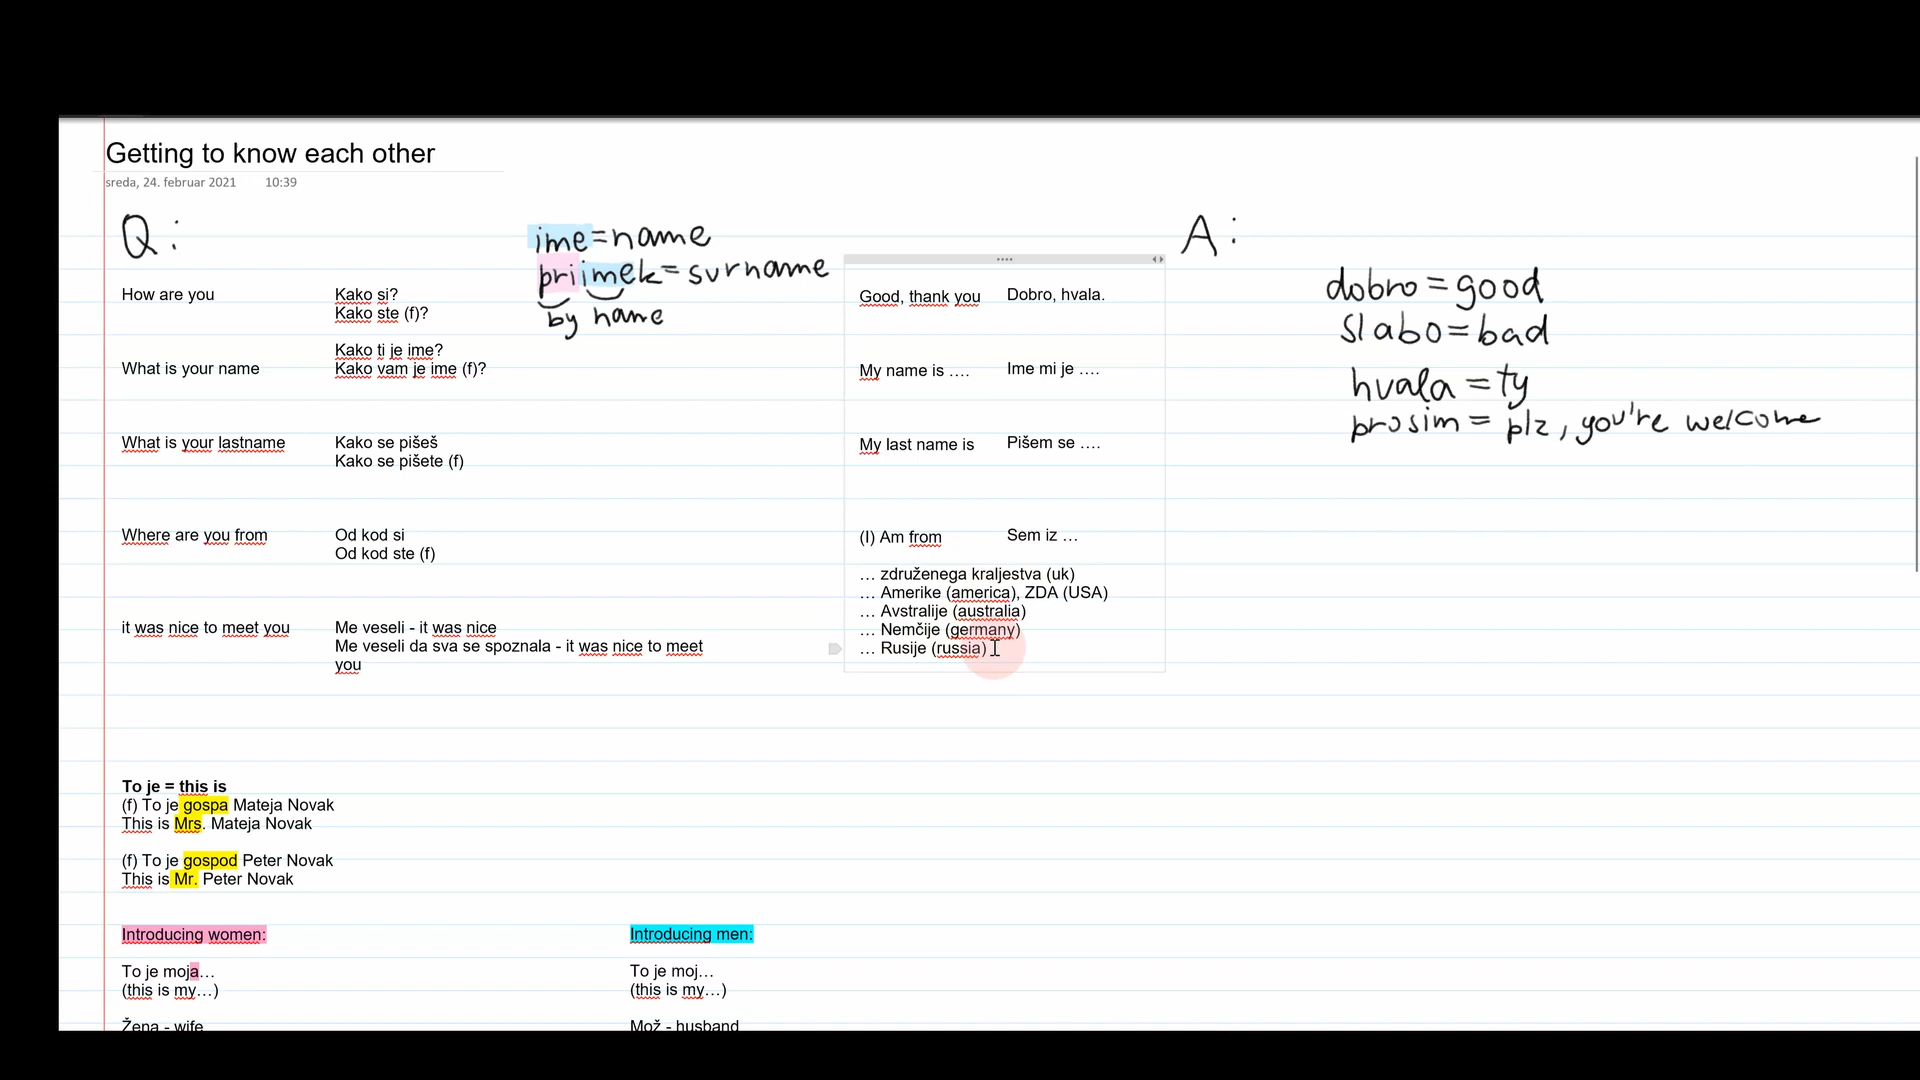 Getting to know each other
sreda, 24. februar 2021 10:39
Q:
ime=name
priimek=surname
by name
How are you Kako si?
Kako ste (f)?
What is your name Kako ti je ime?
Kako vam je ime (f)?
What is your lastname Kako se pišeš
Kako se pišete (f)
Where are you from Od kod si
Od kod ste (f)
it was nice to meet you Me veseli - it was nice
Me veseli da sva se spoznala - it was nice to meet
you
Good, thank you Dobro, hvala.
My name is …. Ime mi je ….
My last name is Pišem se ….
(I) Am from Sem iz …
… združenega kraljestva (uk)
… Amerike (america), ZDA (USA)
… Avstralije (australia)
… Nemčije (germany)
… Rusije (russia)
A:
dobro=good
slabo=bad
hvala=ty
prosim= plz, you're welcome
To je = this is
(f) To je gospa Mateja Novak
This is Mrs. Mateja Novak
(f) To je gospod Peter Novak
This is Mr. Peter Novak
Introducing women:
To je moja…
(this is my…)
Žena - wife
Introducing men:
To je moj…
(this is my…)
Mož - husband